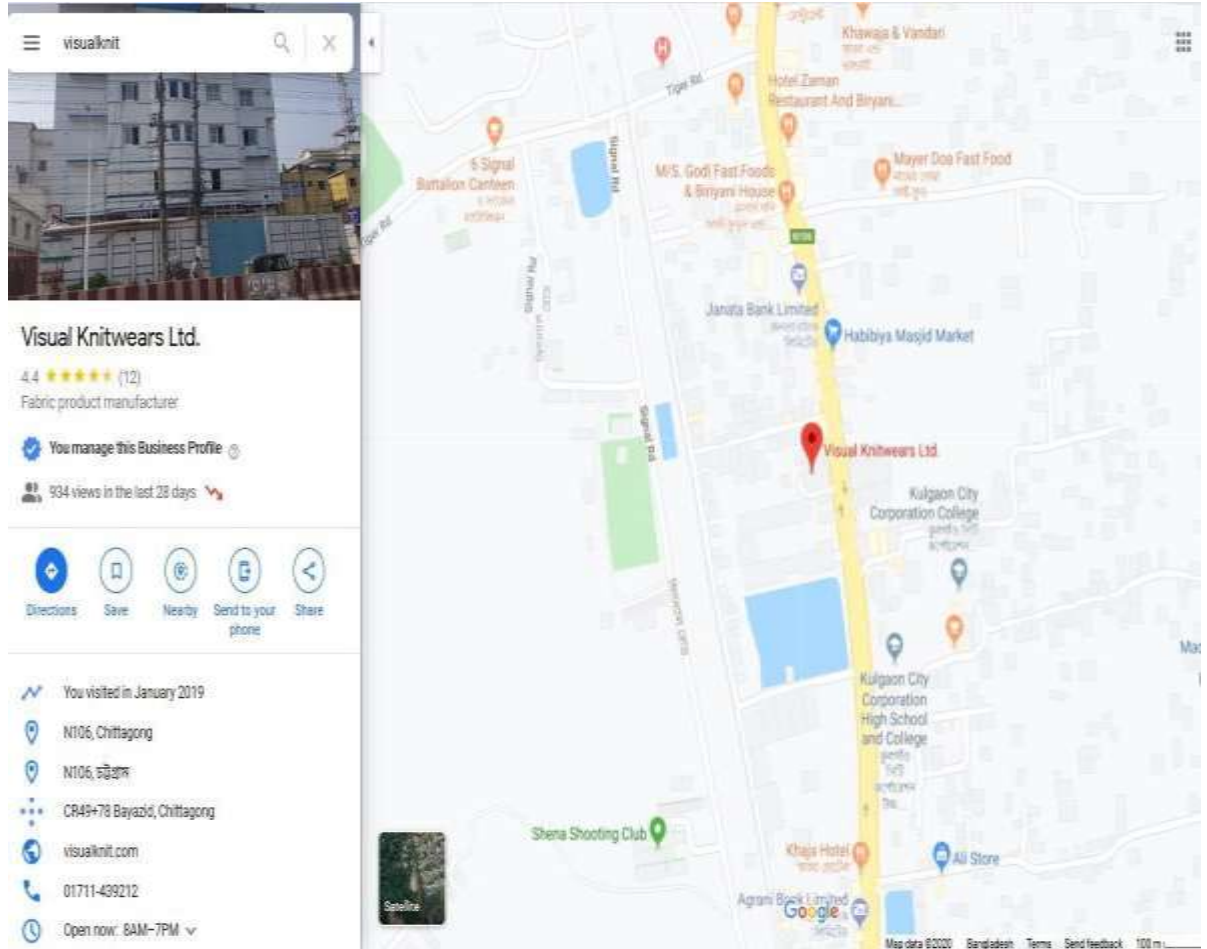 visualknit
Visual Knitwears Ltd.
4.4
(12)
Fabric product manufacturer
You manage this Business Profile
934 views in the last 28 days
Directions
Save
Nearby
Send to your
phone
Share
You visited in January 2019
N106, Chittagong
N106, চট্টগ্রাম
CR49+78 Bayazid, Chittagong
visualknit.com
01711-439212
Open now: 8AM–7PM
Khawaja & Vandari
Tiger Rd
Hotel Zaman
Restaurant And Biryani...
6 Signal
Battalion Canteen
Signal Rd
M/S. Godi Fast Foods
& Biriyani House
Mayer Doa Fast Food
Tiger Rd
N106
Janata Bank Limited
Habibiya Masjid Market
Signal Rd
Visual Knitwears Ltd.
Kulgaon City
Corporation College
Kulgaon City
Corporation
High School
and College
Shena Shooting Club
Khaja Hotel
Ali Store
Agrani Bank Limited
Satellite
Google
Map data ©2020
Bangladesh
Terms
Send feedback
100 m